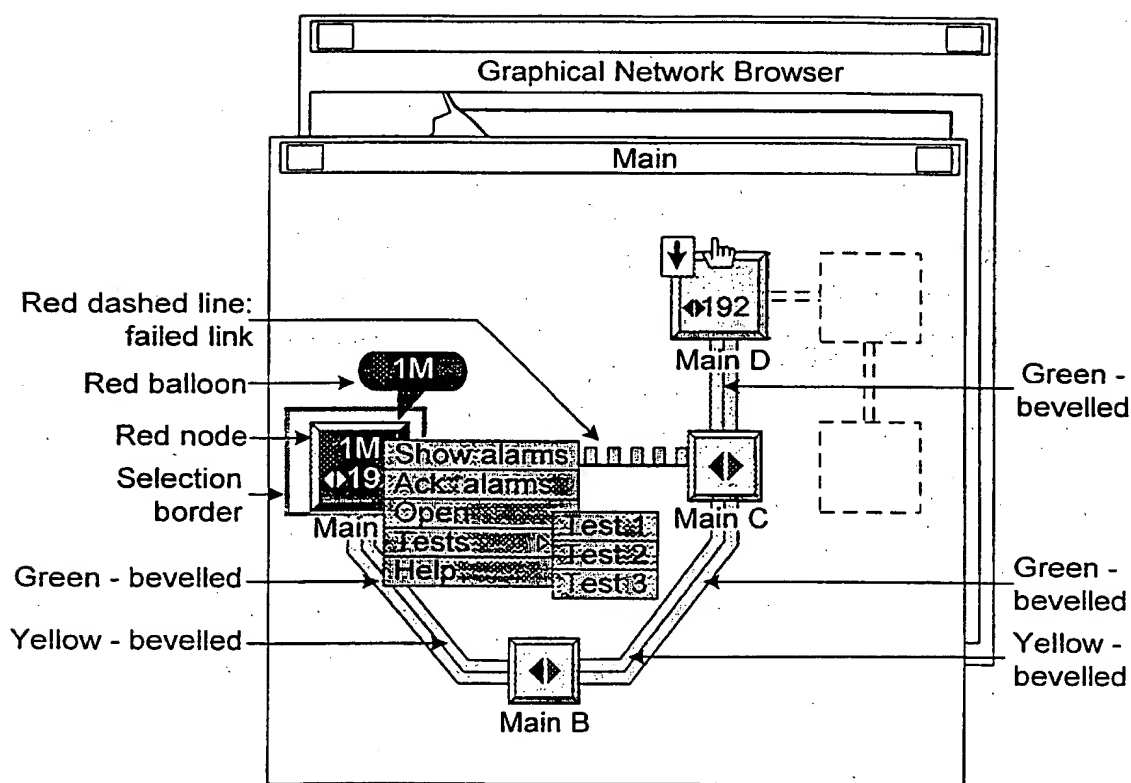 Graphical Network Browser
Main
Red dashed line:
failed link
192
Main D
Red balloon
1M
Green -
bevelled
Red node
1M
19
Show alarms
Ack. alarms
Open
Tests
Help
Test 1
Test 2
Test 3
Selection
border
Main
Main C
Green - bevelled
Green -
bevelled
Yellow - bevelled
Yellow -
bevelled
Main B